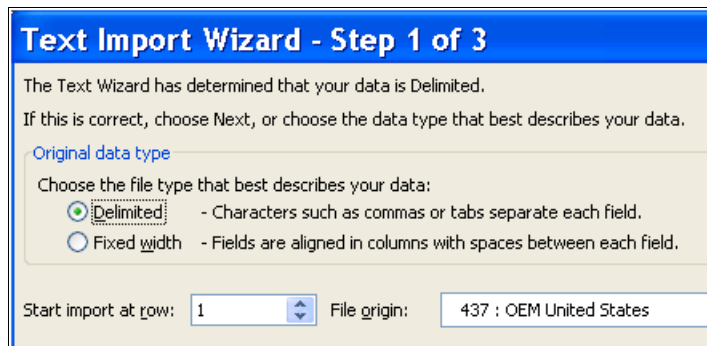 Text Import Wizard - Step 1 of 3
The Text Wizard has determined that your data is Delimited.
If this is correct, choose Next, or choose the data type that best describes your data.
Original data type
Choose the file type that best describes your data:
Delimited - Characters such as commas or tabs separate each field.
Fixed width - Fields are aligned in columns with spaces between each field.
Start import at row: 1 File origin: 437 : OEM United States